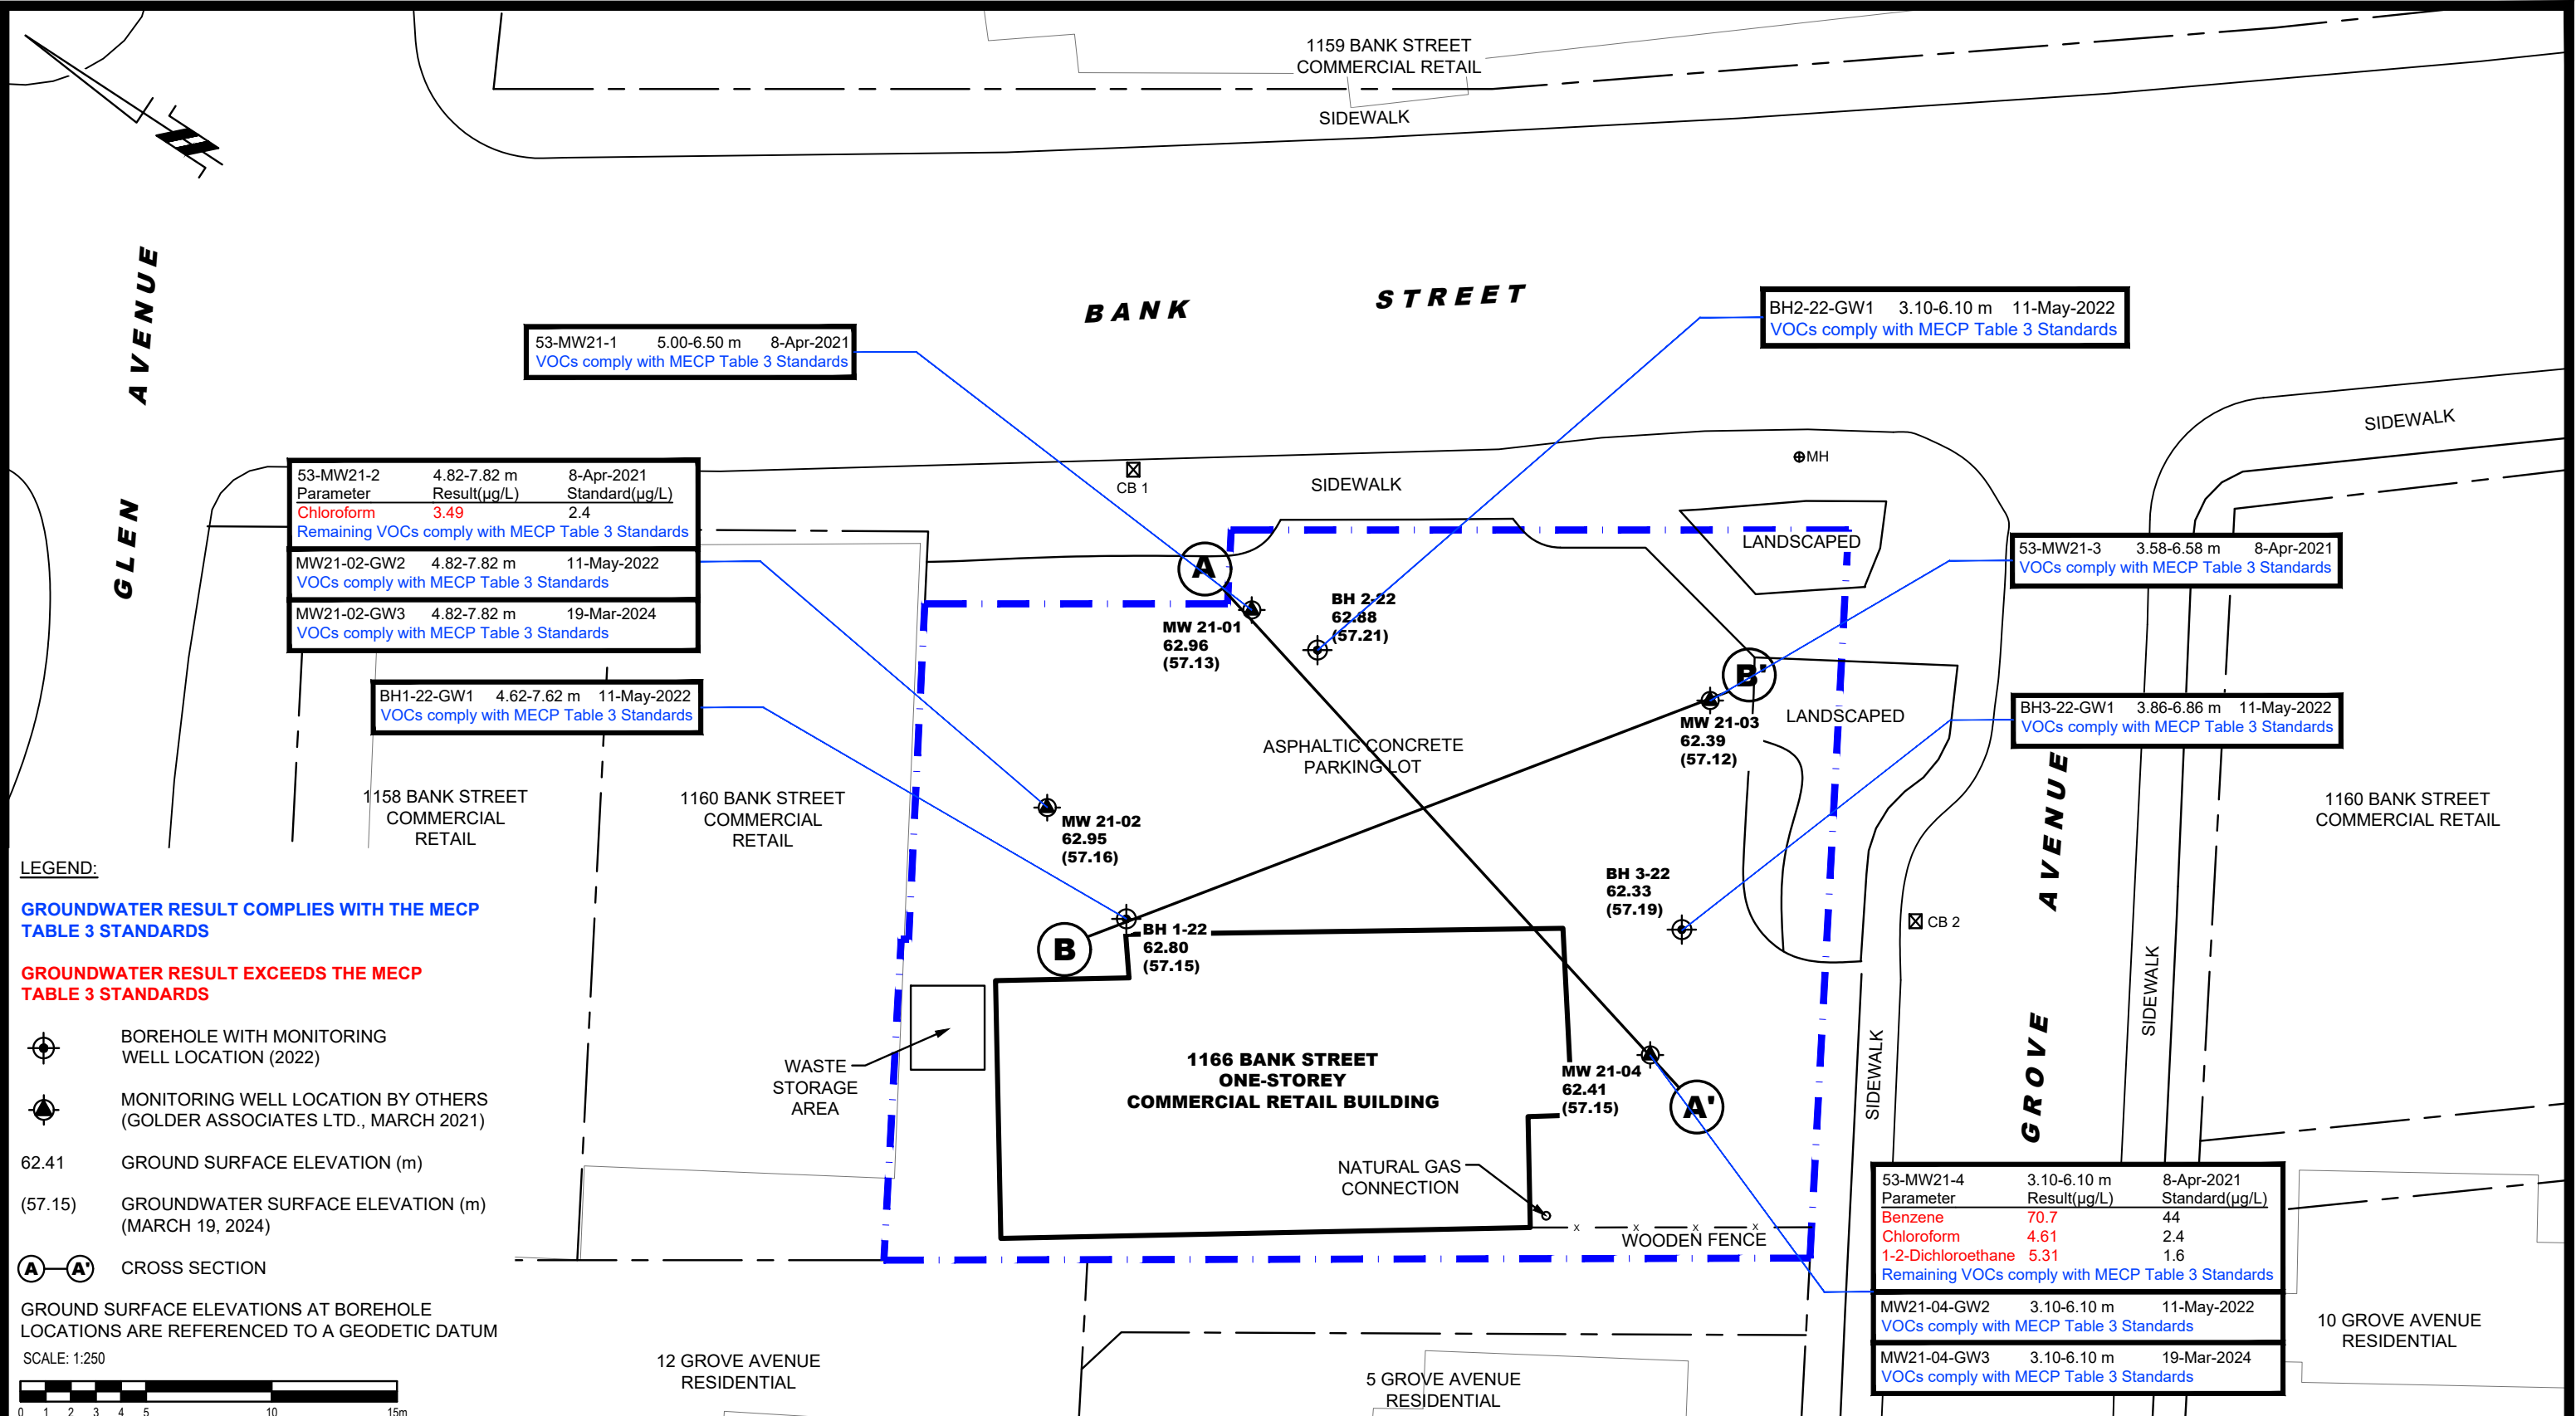 1159 BANK STREET
COMMERCIAL RETAIL
SIDEWALK
GLEN AVENUE
BANK STREET
53-MW21-1 5.00-6.50 m 8-Apr-2021
VOCs comply with MECP Table 3 Standards
BH2-22-GW1 3.10-6.10 m 11-May-2022
VOCs comply with MECP Table 3 Standards
SIDEWALK
53-MW21-2 4.82-7.82 m 8-Apr-2021
Parameter Result(µg/L) Standard(µg/L)
Chloroform 3.49 2.4
Remaining VOCs comply with MECP Table 3 Standards
MW21-02-GW2 4.82-7.82 m 11-May-2022
VOCs comply with MECP Table 3 Standards
MW21-02-GW3 4.82-7.82 m 19-Mar-2024
VOCs comply with MECP Table 3 Standards
CB 1
SIDEWALK
MH
LANDSCAPED
53-MW21-3 3.58-6.58 m 8-Apr-2021
VOCs comply with MECP Table 3 Standards
A
MW 21-01
62.96
(57.13)
BH 2-22
62.88
(57.21)
B'
MW 21-03
62.39
(57.12)
LANDSCAPED
BH1-22-GW1 4.62-7.62 m 11-May-2022
VOCs comply with MECP Table 3 Standards
BH3-22-GW1 3.86-6.86 m 11-May-2022
VOCs comply with MECP Table 3 Standards
ASPHALTIC CONCRETE
PARKING LOT
1158 BANK STREET
COMMERCIAL
RETAIL
1160 BANK STREET
COMMERCIAL
RETAIL
MW 21-02
62.95
(57.16)
1160 BANK STREET
COMMERCIAL RETAIL
GROVE AVENUE
BH 3-22
62.33
(57.19)
CB 2
B
BH 1-22
62.80
(57.15)
SIDEWALK
SIDEWALK
WASTE
STORAGE
AREA
1166 BANK STREET
ONE-STOREY
COMMERCIAL RETAIL BUILDING
MW 21-04
62.41
(57.15)
A'
NATURAL GAS
CONNECTION
x x x x
WOODEN FENCE
53-MW21-4 3.10-6.10 m 8-Apr-2021
Parameter Result(µg/L) Standard(µg/L)
Benzene 70.7 44
Chloroform 4.61 2.4
1-2-Dichloroethane 5.31 1.6
Remaining VOCs comply with MECP Table 3 Standards
MW21-04-GW2 3.10-6.10 m 11-May-2022
VOCs comply with MECP Table 3 Standards
MW21-04-GW3 3.10-6.10 m 19-Mar-2024
VOCs comply with MECP Table 3 Standards
12 GROVE AVENUE
RESIDENTIAL
5 GROVE AVENUE
RESIDENTIAL
10 GROVE AVENUE
RESIDENTIAL
LEGEND:
GROUNDWATER RESULT COMPLIES WITH THE MECP
TABLE 3 STANDARDS
GROUNDWATER RESULT EXCEEDS THE MECP
TABLE 3 STANDARDS
BOREHOLE WITH MONITORING
WELL LOCATION (2022)
MONITORING WELL LOCATION BY OTHERS
(GOLDER ASSOCIATES LTD., MARCH 2021)
62.41 GROUND SURFACE ELEVATION (m)
(57.15) GROUNDWATER SURFACE ELEVATION (m)
(MARCH 19, 2024)
A A' CROSS SECTION
GROUND SURFACE ELEVATIONS AT BOREHOLE
LOCATIONS ARE REFERENCED TO A GEODETIC DATUM
SCALE: 1:250
0 1 2 3 4 5 10 15m